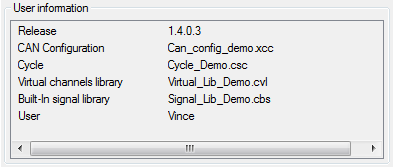 User information
Release 1.4.0.3
CAN Configuration Can_config_demo.xcc
Cycle Cycle_Demo.csc
Virtual channels library Virtual_Lib_Demo.cvl
Built-In signal library Signal_Lib_Demo.cbs
User Vince